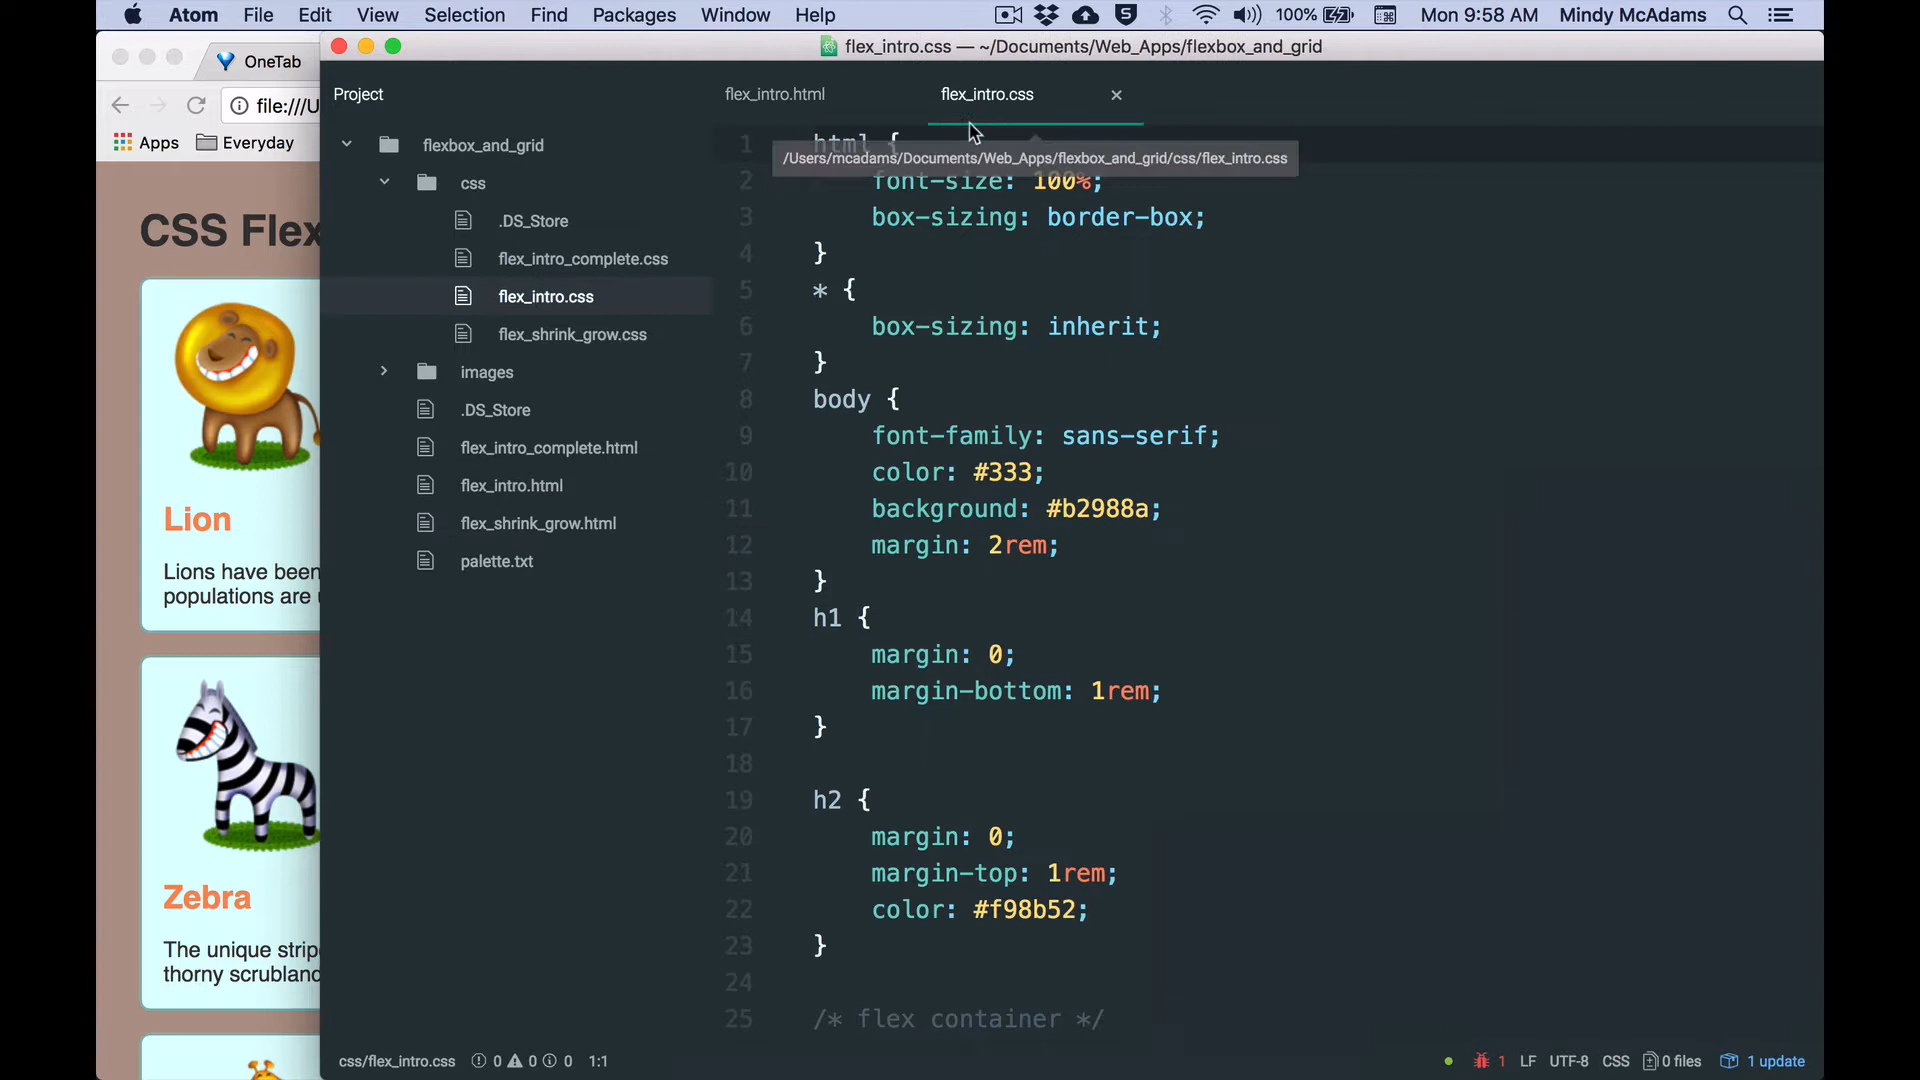 Atom File Edit View Selection Find Packages Window Help 100% Mon 9:58 AM Mindy McAdams
flex_intro.css — ~/Documents/Web_Apps/flexbox_and_grid
OneTab
file:///U
Apps Everyday
CSS Flex
Lion
Lions have been
populations are
Zebra
The unique strip
thorny scrubland
Project
flexbox_and_grid
css
.DS_Store
flex_intro_complete.css
flex_intro.css
flex_shrink_grow.css
images
.DS_Store
flex_intro_complete.html
flex_intro.html
flex_shrink_grow.html
palette.txt
flex_intro.html flex_intro.css
/Users/mcadams/Documents/Web_Apps/flexbox_and_grid/css/flex_intro.css
1 html {
2 font-size: 100%;
3 box-sizing: border-box;
4 }
5 * {
6 box-sizing: inherit;
7 }
8 body {
9 font-family: sans-serif;
10 color: #333;
11 background: #b2988a;
12 margin: 2rem;
13 }
14 h1 {
15 margin: 0;
16 margin-bottom: 1rem;
17 }
18
19 h2 {
20 margin: 0;
21 margin-top: 1rem;
22 color: #f98b52;
23 }
24
25 /* flex container */
css/flex_intro.css 0 0 0 1:1 1 LF UTF-8 CSS 0 files 1 update